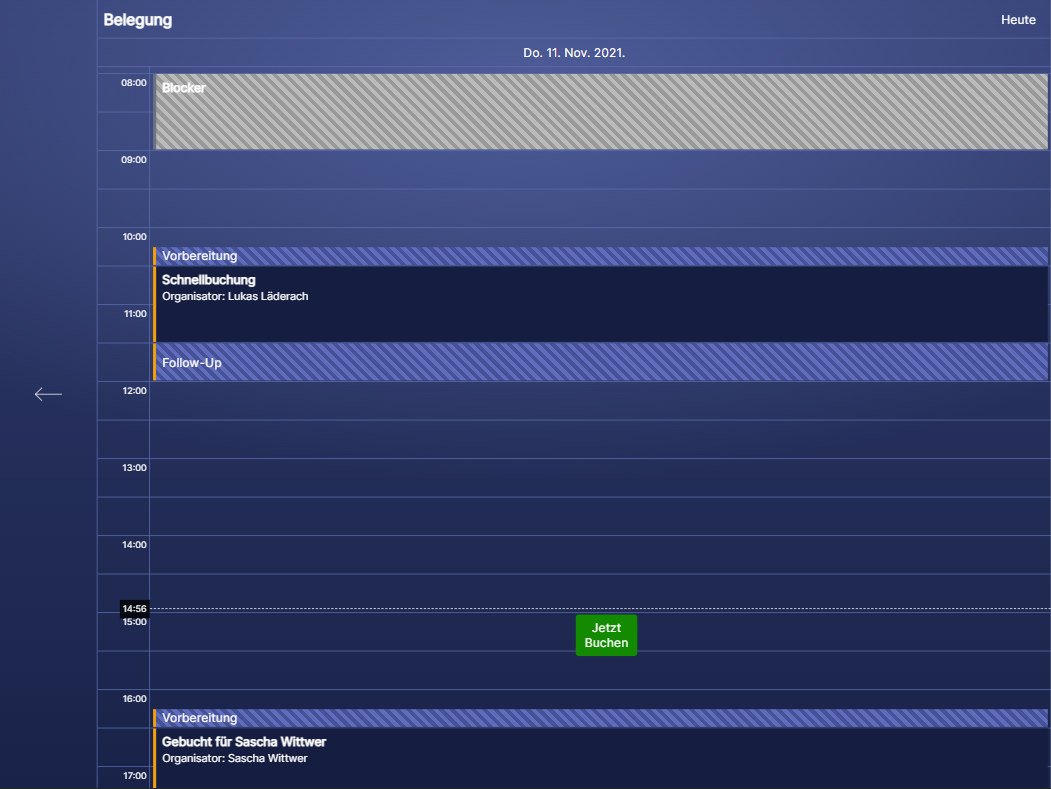 Belegung
Heute
Do. 11. Nov. 2021.
08:00
Blocker
09:00
10:00
Vorbereitung
Schnellbuchung
Organisator: Lukas Läderach
11:00
Follow-Up
12:00
13:00
14:00
14:56
15:00
Jetzt
Buchen
16:00
Vorbereitung
Gebucht für Sascha Wittwer
Organisator: Sascha Wittwer
17:00